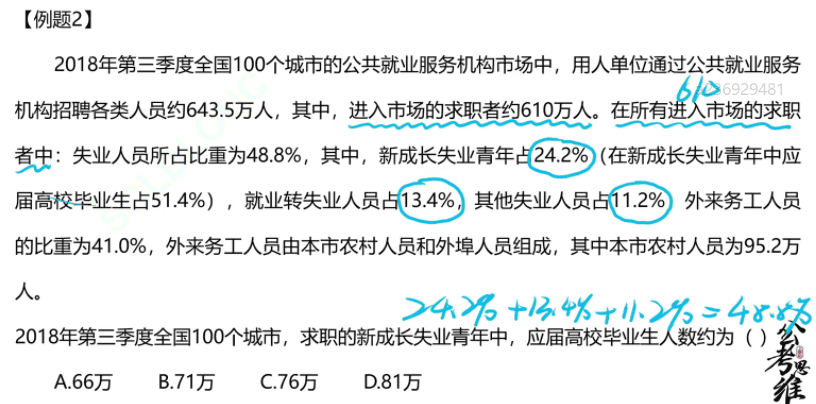 【例题2】
2018年第三季度全国100个城市的公共就业服务机构市场中，用人单位通过公共就业服务
610
36929481
机构招聘各类人员约643.5万人，其中，进入市场的求职者约610万人。在所有进入市场的求职
者中：失业人员所占比重为48.8%，其中，新成长失业青年占24.2%（在新成长失业青年中应
届高校毕业生占51.4%），就业转失业人员占13.4%，其他失业人员占11.2% 外来务工人员
的比重为41.0%，外来务工人员由本市农村人员和外埠人员组成，其中本市农村人员为95.2万
人。
24.2%+13.4%+11.2%=48.8%
2018年第三季度全国100个城市，求职的新成长失业青年中，应届高校毕业生人数约为（ ）
A.66万 B.71万 C.76万 D.81万
公考思维